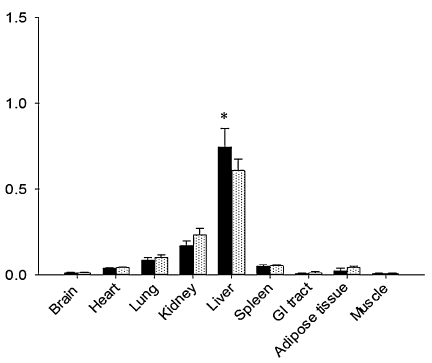 1.5
1.0
*
0.5
0.0
Brain
Heart
Lung
Kidney
Liver
Spleen
GI tract
Adipose tissue
Muscle